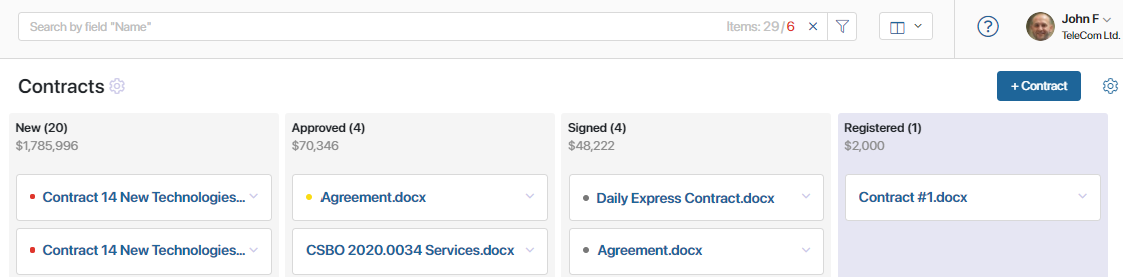 Search by field "Name" Items: 29/6
John F
TeleCom Ltd.
Contracts
+ Contract
New (20)
$1,785,996
Contract 14 New Technologies...
Contract 14 New Technologies...
Approved (4)
$70,346
Agreement.docx
CSBO 2020.0034 Services.docx
Signed (4)
$48,222
Daily Express Contract.docx
Agreement.docx
Registered (1)
$2,000
Contract #1.docx